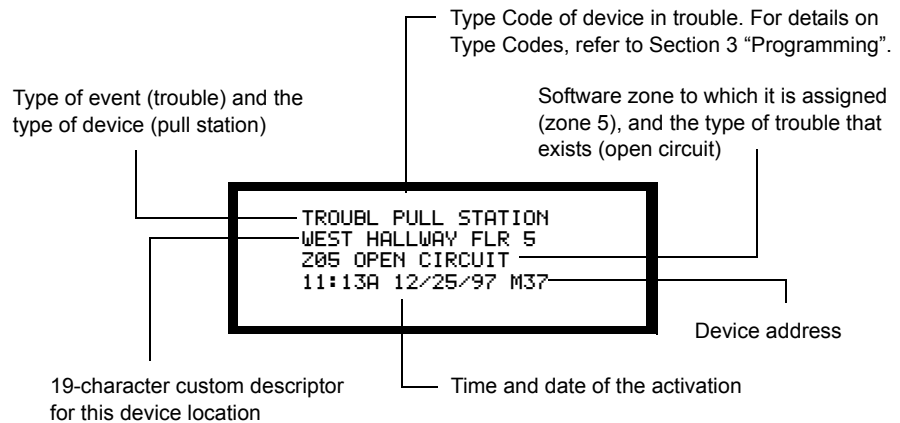 Type Code of device in trouble. For details on
Type Codes, refer to Section 3 “Programming”.
Type of event (trouble) and the
type of device (pull station)
Software zone to which it is assigned
(zone 5), and the type of trouble that
exists (open circuit)
TROUBL PULL STATION
WEST HALLWAY FLR 5
Z05 OPEN CIRCUIT
11:13A 12/25/97 M37
Device address
19-character custom descriptor
for this device location
Time and date of the activation